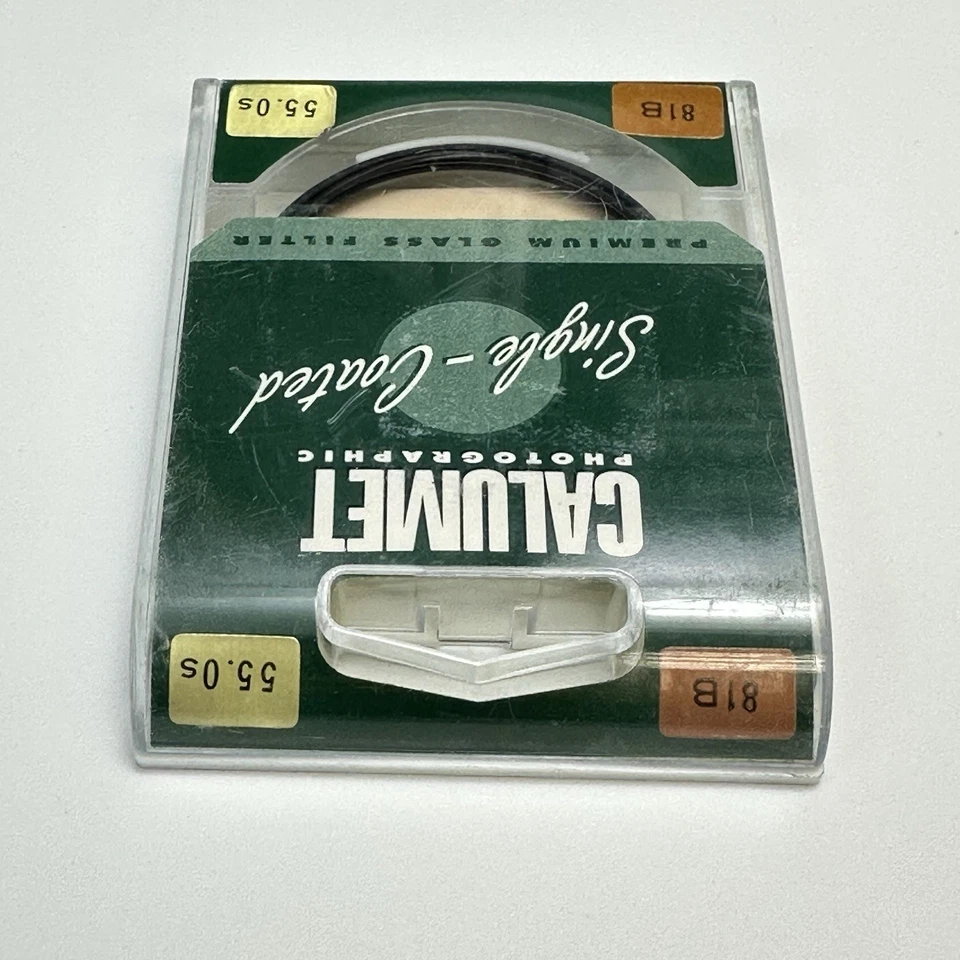 81B 55.0s
CALUMET
PHOTOGRAPHIC
Single - Coated
PREMIUM GLASS FILTER
81B 55.0s